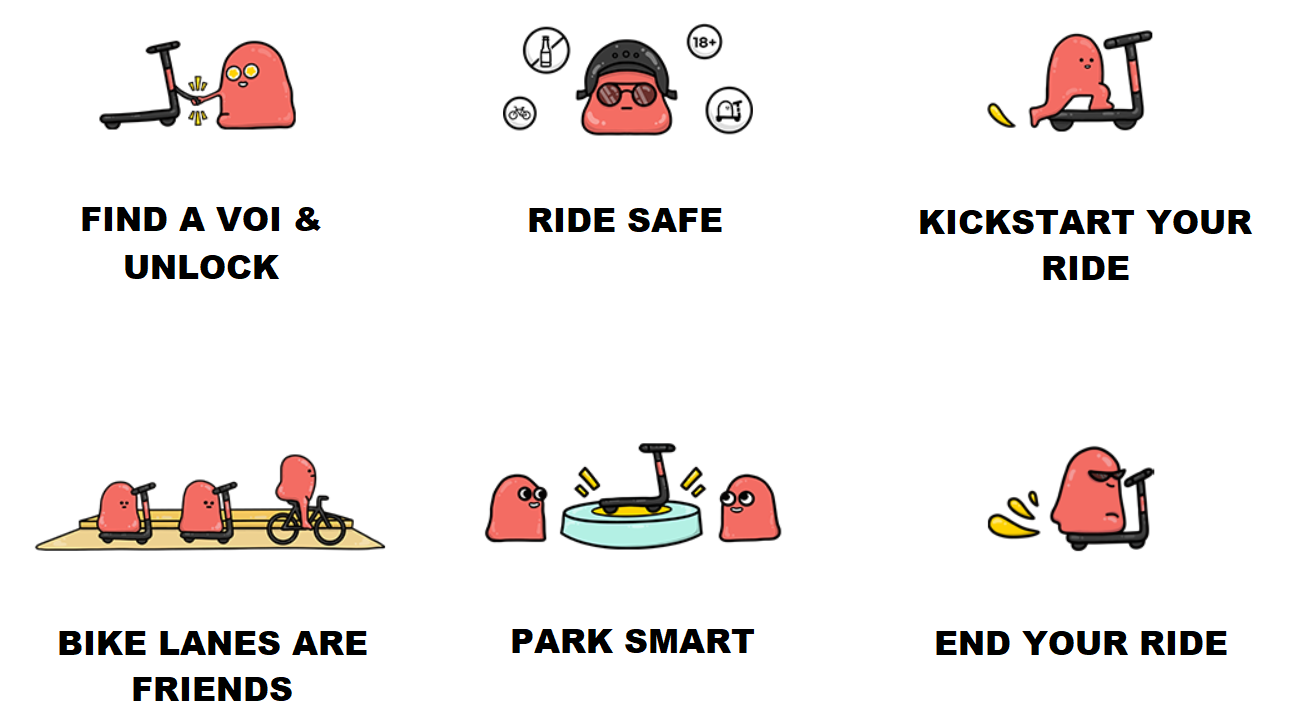 18+
FIND A VOI &
UNLOCK
RIDE SAFE
KICKSTART YOUR
RIDE
BIKE LANES ARE
FRIENDS
PARK SMART
END YOUR RIDE